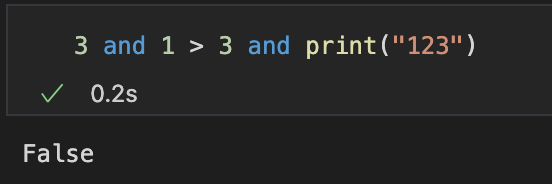 3 and 1 > 3 and print("123")
0.2s
False